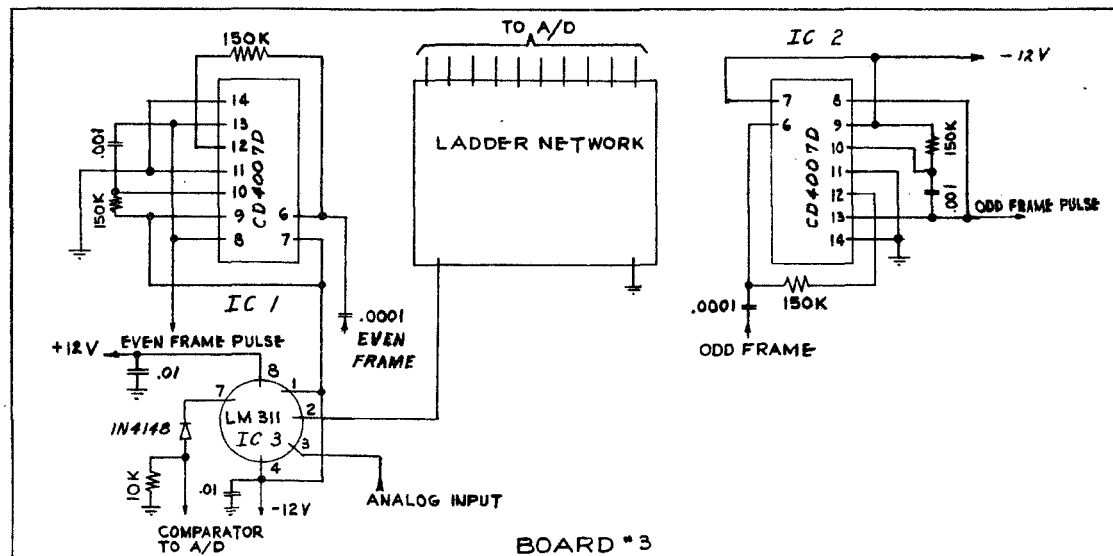 150K
14
13
12
11
10
9
8
6
7
CD4007D
.001
150K
IC 1
.0001
EVEN
FRAME
EVEN FRAME PULSE
+12V
.01
7
8
1
2
3
4
LM 311
IC 3
1N4148
10K
.01
-12V
COMPARATOR
TO A/D
ANALOG INPUT
TO A/D
LADDER NETWORK
IC 2
-12V
7
6
8
9
10
11
12
13
14
CD4007D
150K
.001
ODD FRAME PULSE
150K
.0001
ODD FRAME
BOARD #3